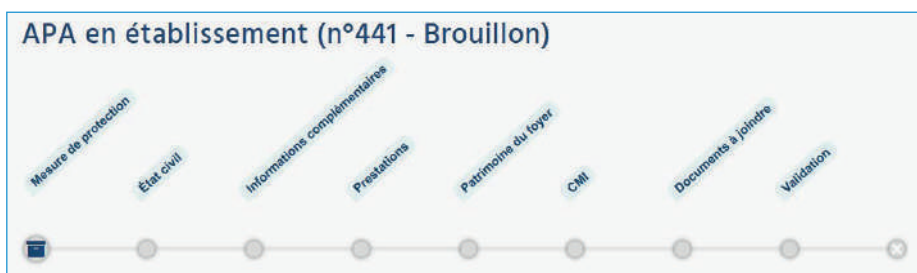 APA en établissement (n°441 - Brouillon)
Mesure de protection
État civil
Informations complémentaires
Prestations
Patrimoine du foyer
CMI
Documents à joindre
Validation